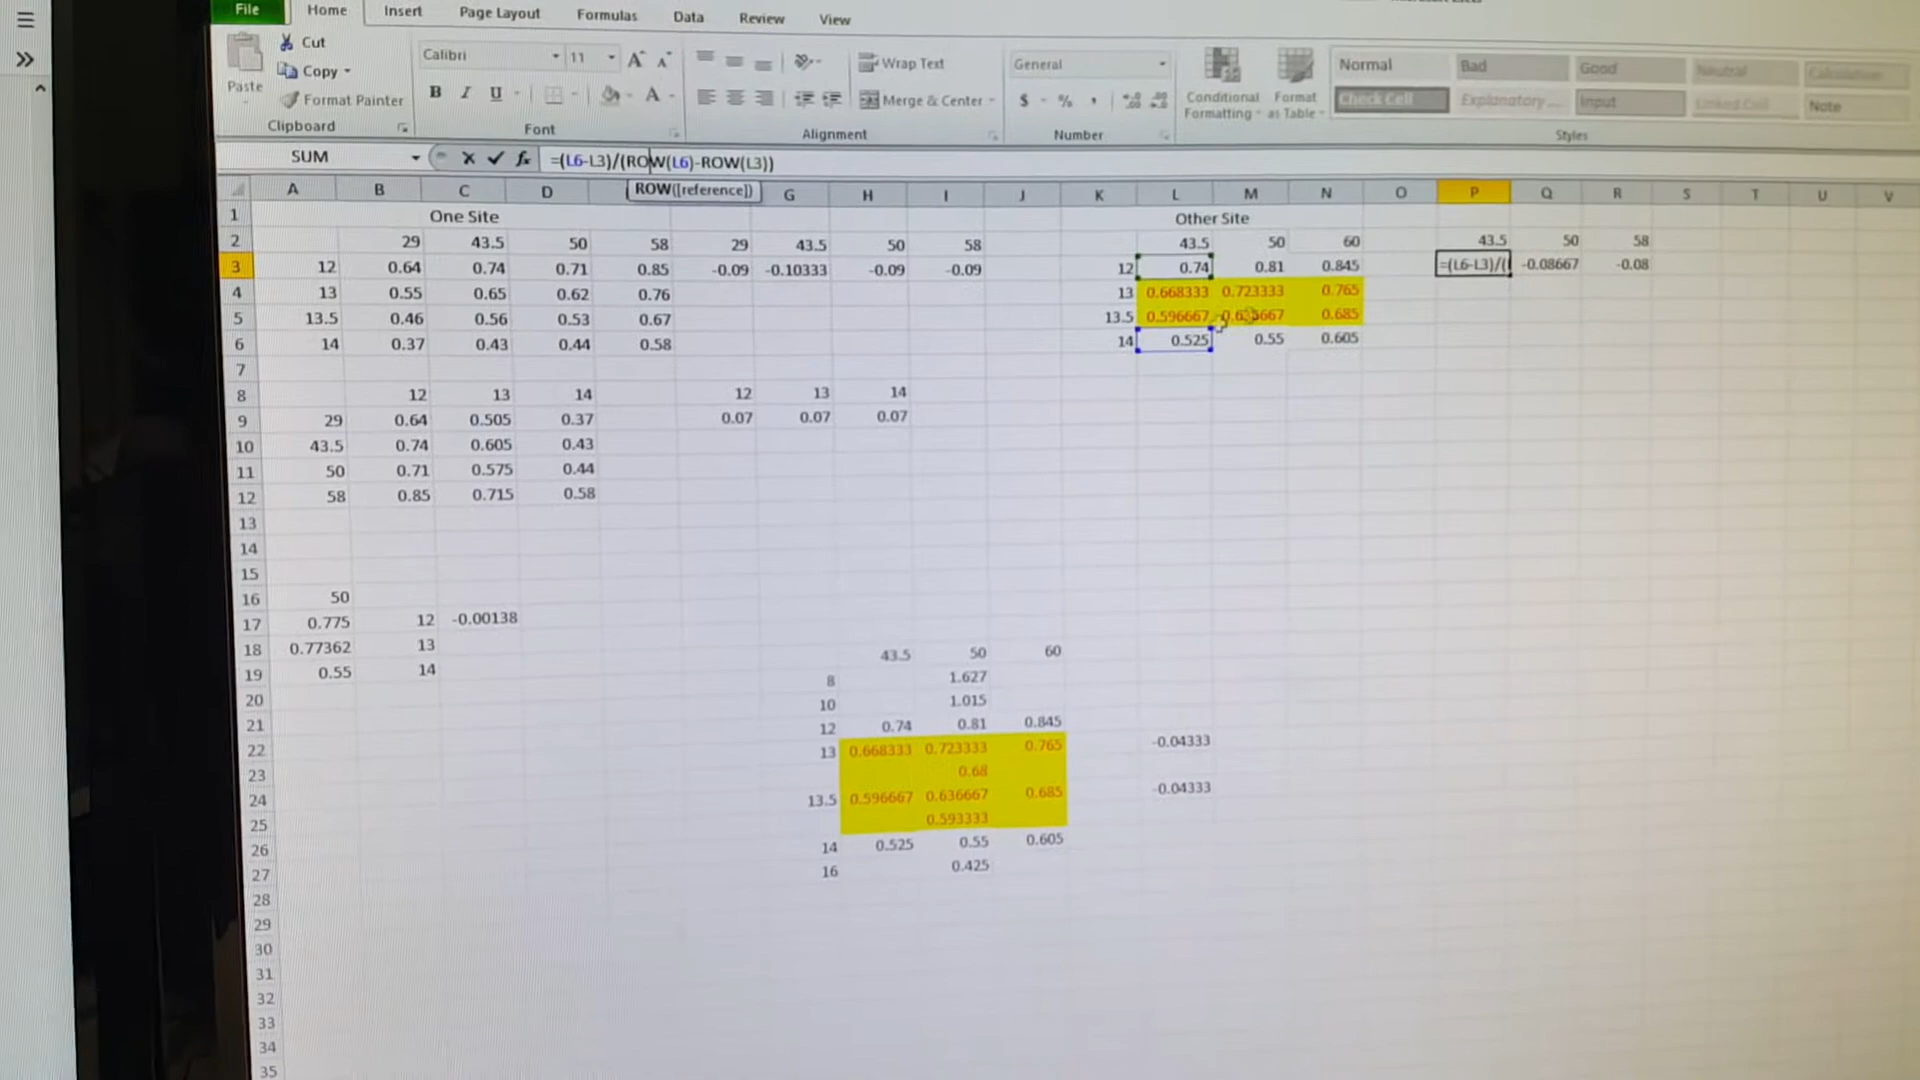 File Home Insert Page Layout Formulas Data Review View
Cut
Copy
Format Painter
Paste
Clipboard
Calibri 11 A A
B I U A
Font
Wrap Text
Merge & Center
Alignment
General
$ % ,
Number
Conditional Formatting
Format as Table
Normal Bad Good Neutral Calculation
Check Cell Explanatory ... Input Linked Cell Note
Styles
SUM fx =(L6-L3)/(ROW(L6)-ROW(L3))
ROW([reference])
A B C D G H I J K L M N O P Q R S T U V
1 One Site Other Site
2 29 43.5 50 58 29 43.5 50 58 43.5 50 60 43.5 50 58
3 12 0.64 0.74 0.71 0.85 -0.09 -0.10333 -0.09 -0.09 12 0.74 0.81 0.845 =(L6-L3)/( -0.08667 -0.08
4 13 0.55 0.65 0.62 0.76 13 0.668333 0.723333 0.765
5 13.5 0.46 0.56 0.53 0.67 13.5 0.596667 0.636667 0.685
6 14 0.37 0.43 0.44 0.58 14 0.525 0.55 0.605
7
8 12 13 14 12 13 14
9 29 0.64 0.505 0.37 0.07 0.07 0.07
10 43.5 0.74 0.605 0.43
11 50 0.71 0.575 0.44
12 58 0.85 0.715 0.58
13
14
15
16 50
17 0.775 12 -0.00138
18 0.77362 13 43.5 50 60
19 0.55 14 8 1.627
20 10 1.015
21 12 0.74 0.81 0.845
22 13 0.668333 0.723333 0.765 -0.04333
23 0.68
24 13.5 0.596667 0.636667 0.685 -0.04333
25 0.593333
26 14 0.525 0.55 0.605
27 16 0.425
28
29
30
31
32
33
34
35